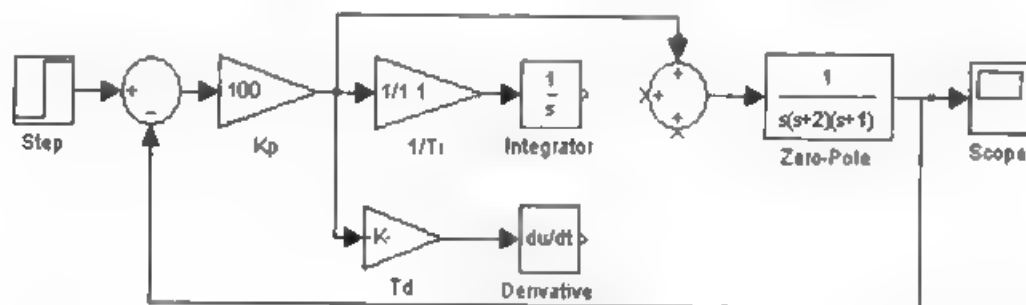 Step
+
−
100
Kp
1/1 1
1/Ti
1
s
Integrator
+
+
+
1
s(s+2)(s+1)
Zero-Pole
Scope
K-
Td
du/dt
Derivative